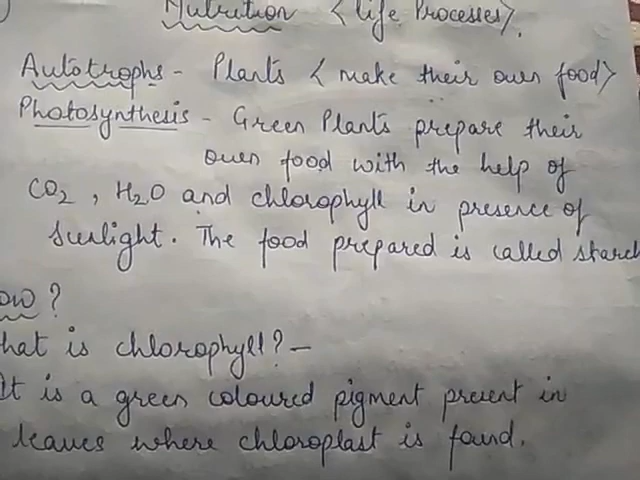 Nutrition <life Processes>.
Autotrophs - Plants <make their own food>
Photosynthesis - Green Plants prepare their
own food with the help of
CO2, H2O and chlorophyll in presence of
Sunlight. The food prepared is called starch
ow?
hat is chlorophyll? -
It is a green coloured pigment present in
leaves where chloroplast is found.